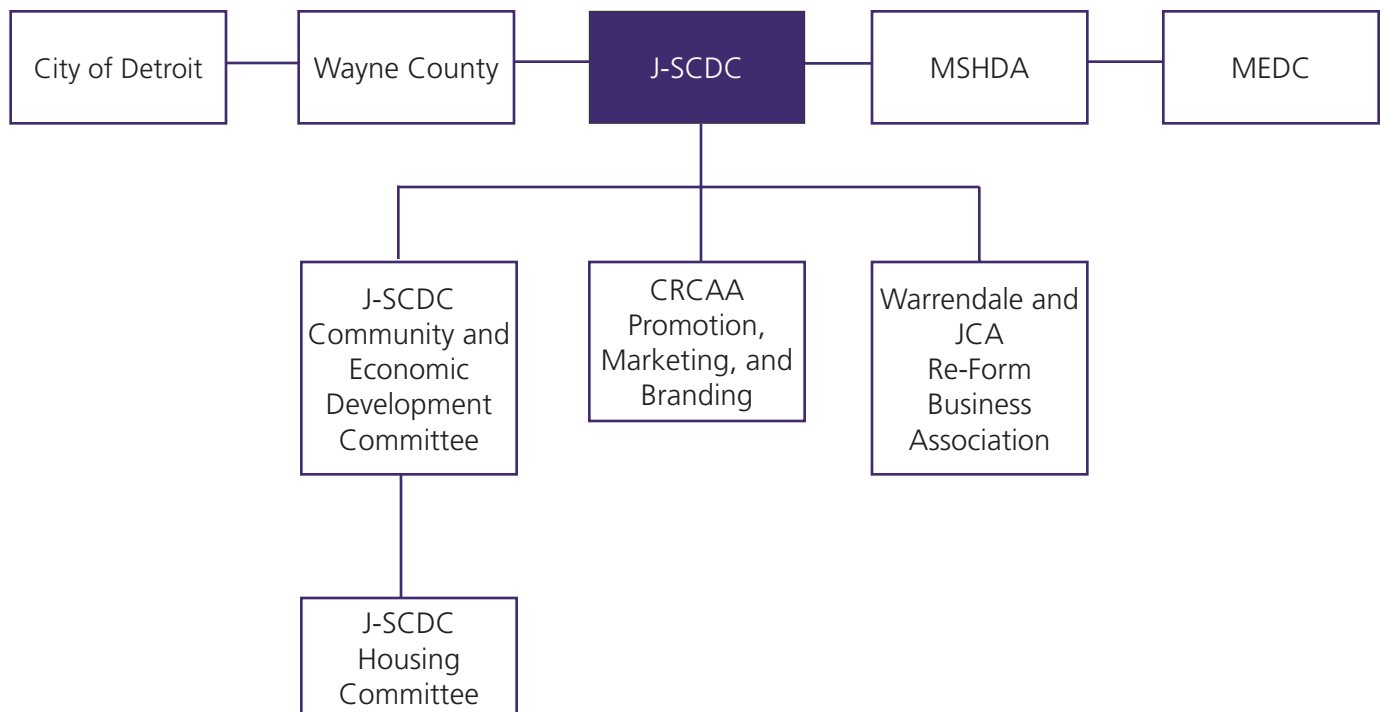 City of Detroit
Wayne County
J-SCDC
MSHDA
MEDC
J-SCDC
Community and
Economic
Development
Committee
CRCAA
Promotion,
Marketing, and
Branding
Warrendale and
JCA
Re-Form
Business
Association
J-SCDC
Housing
Committee